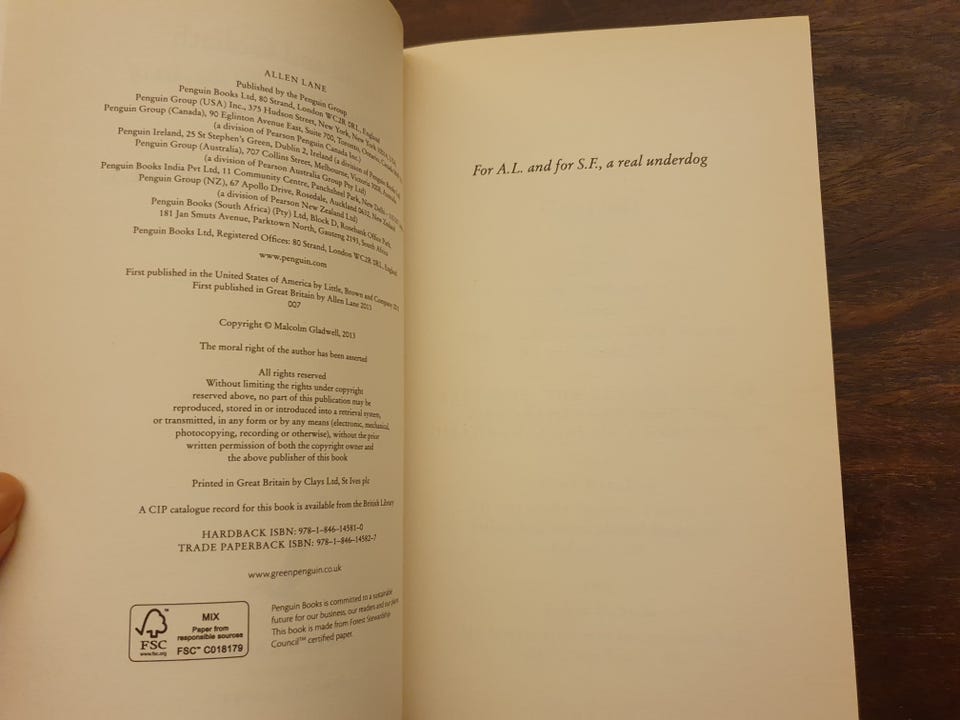 ALLEN LANE
Published by the Penguin Group
Penguin Books Ltd, 80 Strand, London WC2R 0RL, England
Penguin Group (USA) Inc., 375 Hudson Street, New York, New York 10014, USA
Penguin Group (Canada), 90 Eglinton Avenue East, Suite 700, Toronto, Ontario, Canada
(a division of Pearson Penguin Canada Inc.)
Penguin Ireland, 25 St Stephen's Green, Dublin 2, Ireland (a division of Penguin Books Ltd)
Penguin Group (Australia), 707 Collins Street, Melbourne, Victoria 3008, Australia
(a division of Pearson Australia Group Pty Ltd)
Penguin Books India Pvt Ltd, 11 Community Centre, Panchsheel Park, New Delhi –
Penguin Group (NZ), 67 Apollo Drive, Rosedale, Auckland 0632, New Zealand
(a division of Pearson New Zealand Ltd)
Penguin Books (South Africa) (Pty) Ltd, Block D, Rosebank Office Park,
181 Jan Smuts Avenue, Parktown North, Gauteng 2193, South Africa
Penguin Books Ltd, Registered Offices: 80 Strand, London WC2R 0RL, England
www.penguin.com
First published in the United States of America by Little, Brown and Company
First published in Great Britain by Allen Lane 2013
007
Copyright © Malcolm Gladwell, 2013
The moral right of the author has been asserted
All rights reserved
Without limiting the rights under copyright
reserved above, no part of this publication may be
reproduced, stored in or introduced into a retrieval system,
or transmitted, in any form or by any means (electronic, mechanical,
photocopying, recording or otherwise), without the prior
written permission of both the copyright owner and
the above publisher of this book
Printed in Great Britain by Clays Ltd, St Ives plc
A CIP catalogue record for this book is available from the British Library
HARDBACK ISBN: 978–1–846–14581–0
TRADE PAPERBACK ISBN: 978–1–846–14582–7
www.greenpenguin.co.uk
FSC
www.fsc.org
MIX
Paper from
responsible sources
FSC™ C018179
Penguin Books is committed to a sustainable
future for our business, our readers and our planet.
This book is made from Forest Stewardship
Council™ certified paper.
For A.L. and for S.F., a real underdog